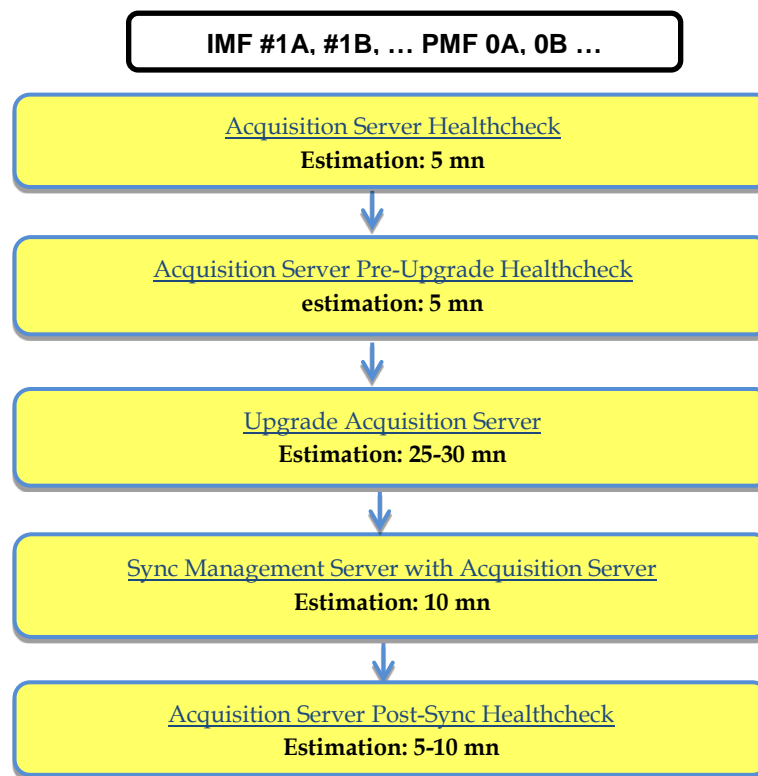 IMF #1A, #1B, … PMF 0A, 0B …
Acquisition Server Healthcheck
Estimation: 5 mn
Acquisition Server Pre-Upgrade Healthcheck
estimation: 5 mn
Upgrade Acquisition Server
Estimation: 25-30 mn
Sync Management Server with Acquisition Server
Estimation: 10 mn
Acquisition Server Post-Sync Healthcheck
Estimation: 5-10 mn